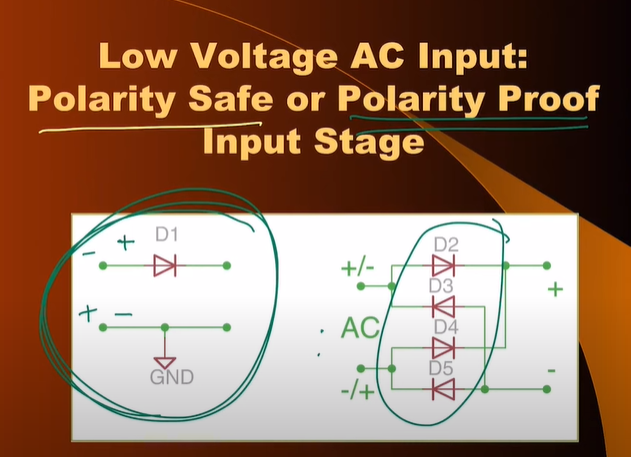 Low Voltage AC Input:
Polarity Safe or Polarity Proof
Input Stage
- + D1
+ -
GND
D2
+/-
D3
+
AC
D4
D5
-
-/+